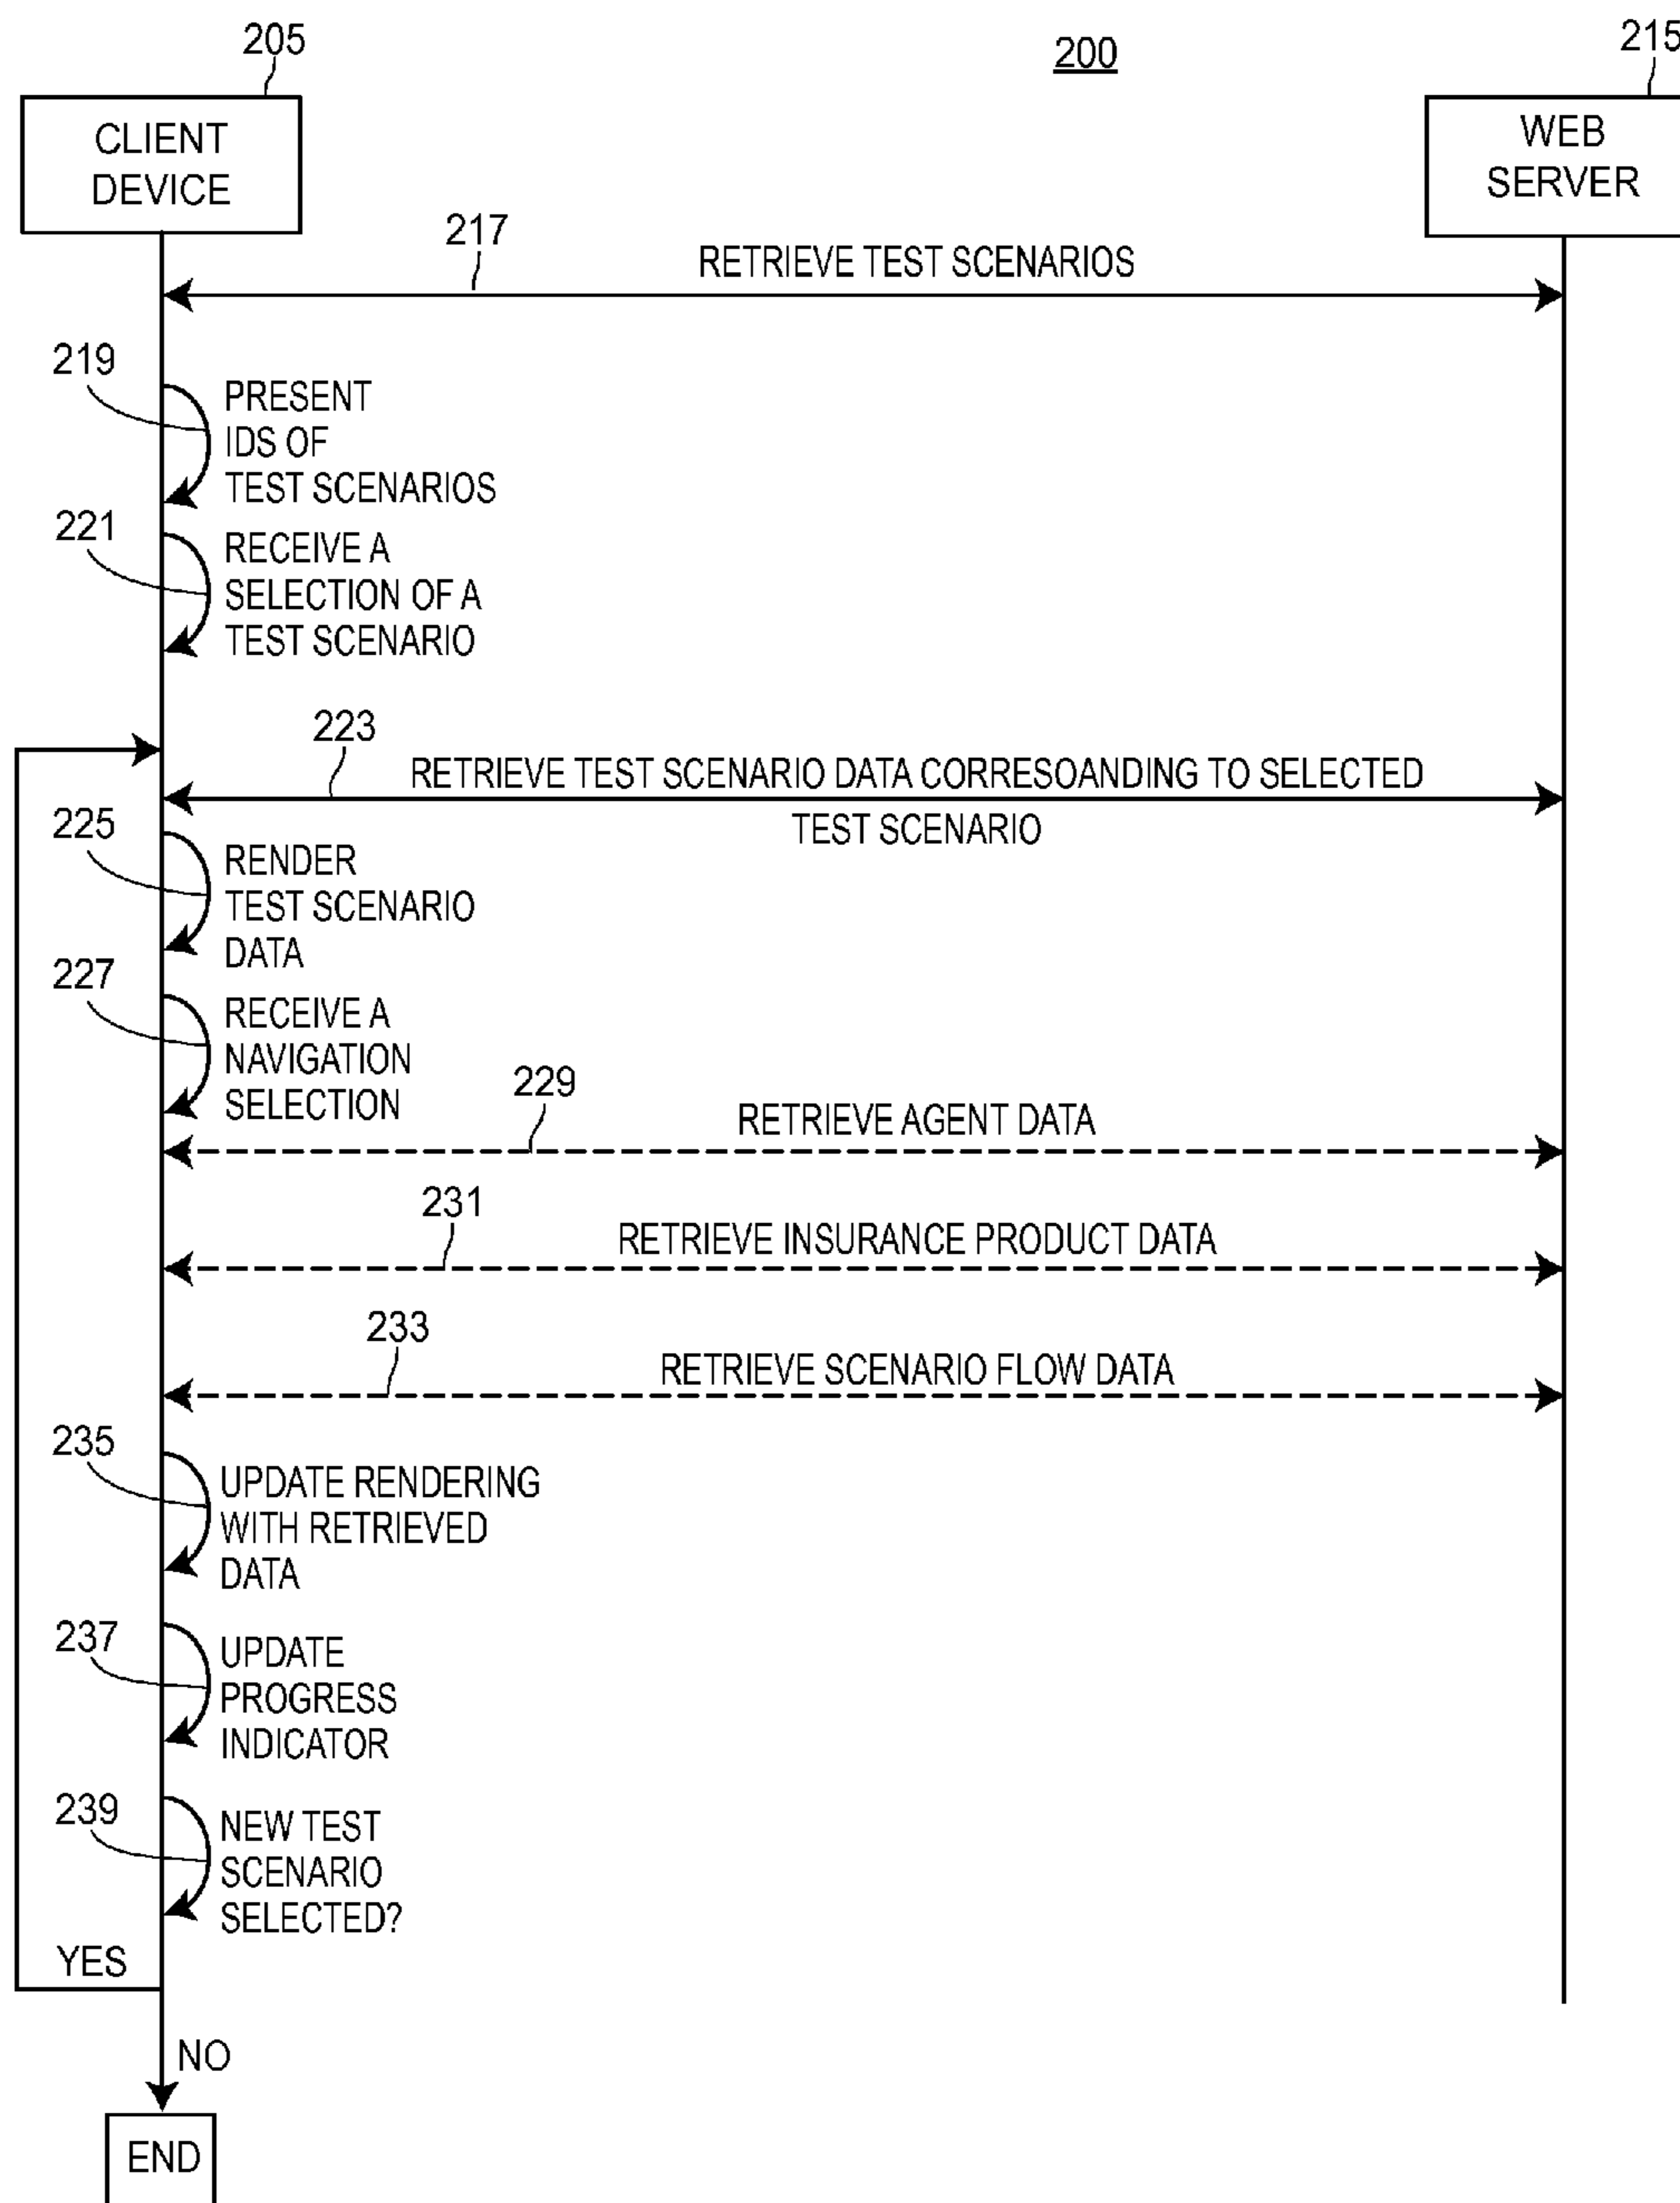 205
200
215
CLIENT
DEVICE
WEB
SERVER
217
RETRIEVE TEST SCENARIOS
219
PRESENT
IDS OF
TEST SCENARIOS
221
RECEIVE A
SELECTION OF A
TEST SCENARIO
223
RETRIEVE TEST SCENARIO DATA CORRESOANDING TO SELECTED
TEST SCENARIO
225
RENDER
TEST SCENARIO
DATA
227
RECEIVE A
NAVIGATION
SELECTION
229
RETRIEVE AGENT DATA
231
RETRIEVE INSURANCE PRODUCT DATA
233
RETRIEVE SCENARIO FLOW DATA
235
UPDATE RENDERING
WITH RETRIEVED
DATA
237
UPDATE
PROGRESS
INDICATOR
239
NEW TEST
SCENARIO
SELECTED?
YES
NO
END